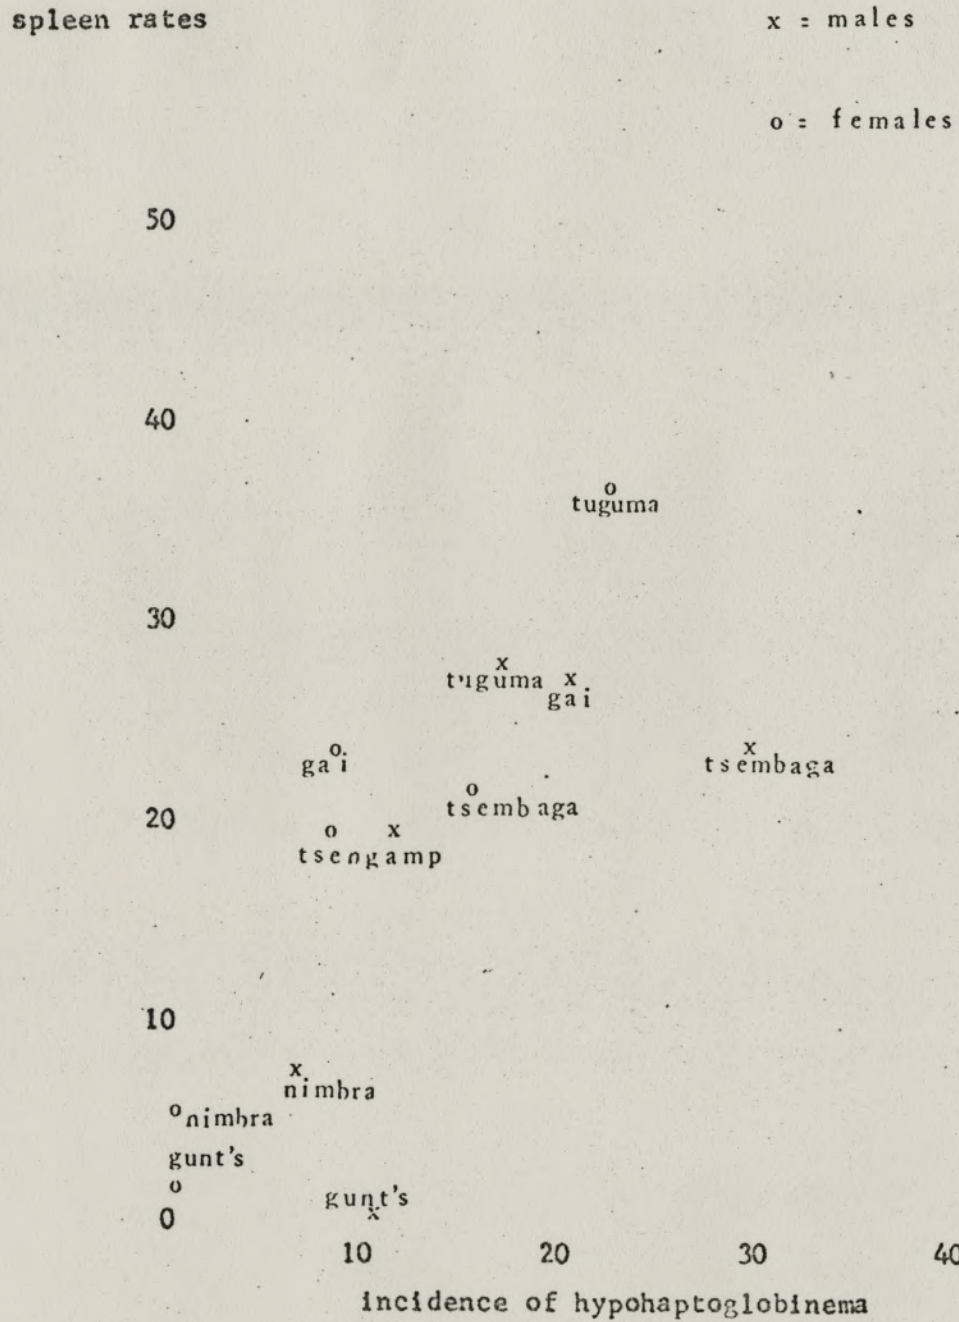 spleen rates
x = males
o = females
50
40
o
tuguma
30
x
tuguma
x
gai
o
gai
x
tsembaga
o
tsembaga
20
o x
tsengamp
10
x
nimbra
o nimbra
gunt's
o
gunt's
x
0
10 20 30 40
incidence of hypohaptoglobinema